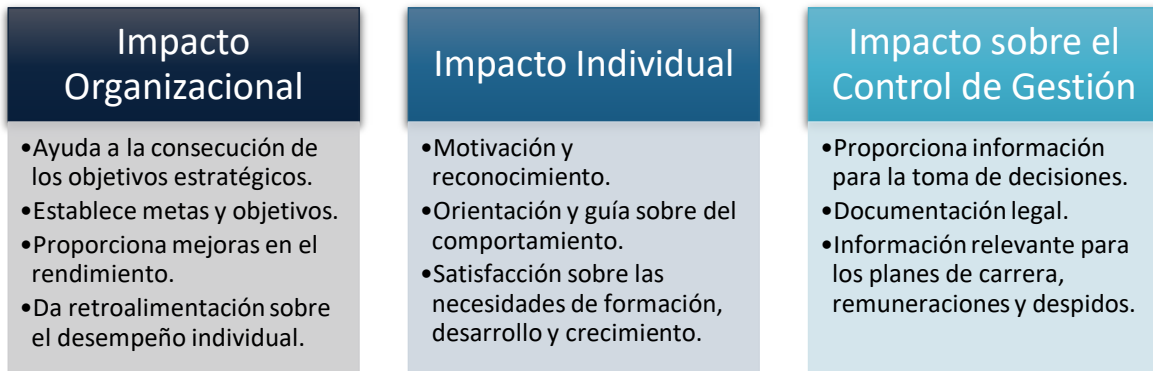 Impacto
Organizacional
•Ayuda a la consecución de
los objetivos estratégicos.
•Establece metas y objetivos.
•Proporciona mejoras en el
rendimiento.
•Da retroalimentación sobre
el desempeño individual.
Impacto Individual
•Motivación y
reconocimiento.
•Orientación y guía sobre del
comportamiento.
•Satisfacción sobre las
necesidades de formación,
desarrollo y crecimiento.
Impacto sobre el
Control de Gestión
•Proporciona información
para la toma de decisiones.
•Documentación legal.
•Información relevante para
los planes de carrera,
remuneraciones y despidos.